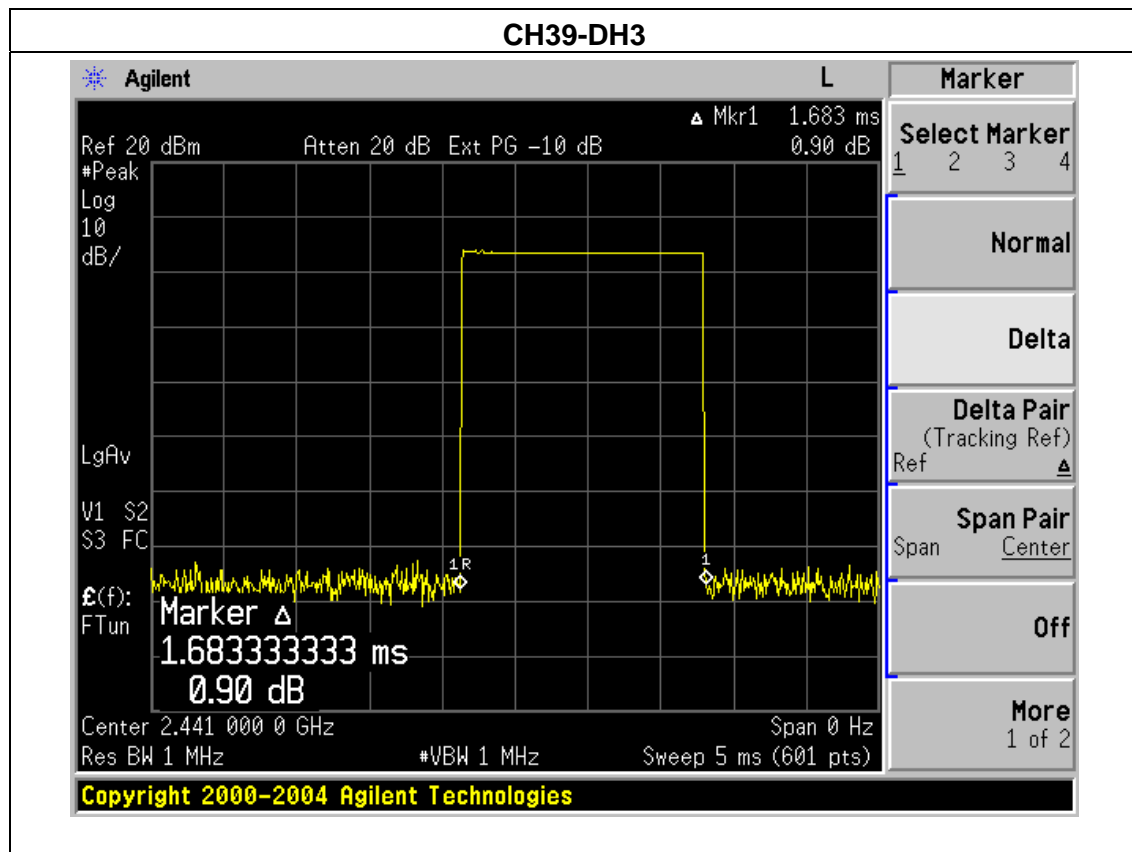 CH39-DH3
Agilent L
Δ Mkr1 1.683 ms
Ref 20 dBm Atten 20 dB Ext PG -10 dB 0.90 dB
#Peak
Log
10
dB/
LgAv
V1 S2
S3 FC
£(f):
FTun
1R
1
Marker Δ
1.683333333 ms
0.90 dB
Center 2.441 000 0 GHz Span 0 Hz
Res BW 1 MHz #VBW 1 MHz Sweep 5 ms (601 pts)
Copyright 2000-2004 Agilent Technologies
Marker
Select Marker
1 2 3 4
Normal
Delta
Delta Pair
(Tracking Ref)
Ref Δ
Span Pair
Span Center
Off
More
1 of 2